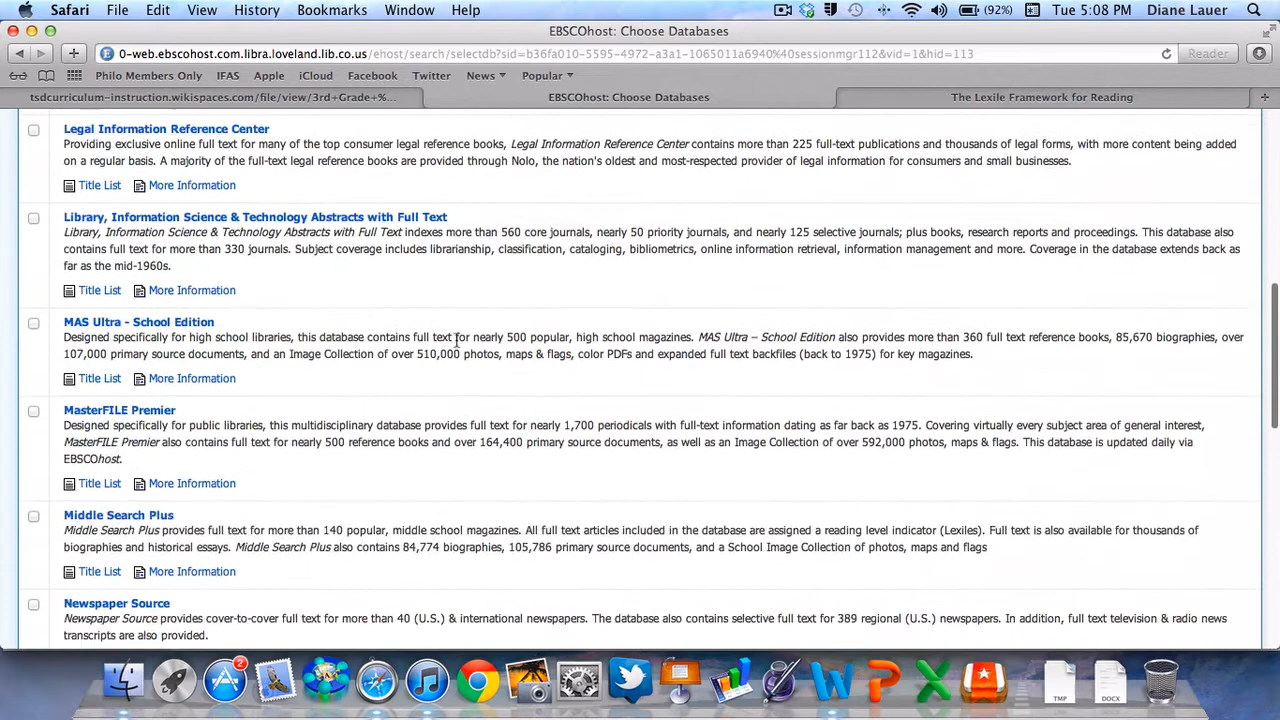 Safari File Edit View History Bookmarks Window Help (92%) Tue 5:08 PM Diane Lauer
EBSCOhost: Choose Databases
0-web.ebscohost.com.libra.loveland.lib.co.us/ehost/search/selectdb?sid=b36fa010-5595-4972-a3a1-1065011a6940%40sessionmgr112&vid=1&hid=113 Reader
Philo Members Only IFAS Apple iCloud Facebook Twitter News Popular
tsdcurriculum-instruction.wikispaces.com/file/view/3rd+Grade+%... EBSCOhost: Choose Databases The Lexile Framework for Reading
Legal Information Reference Center
Providing exclusive online full text for many of the top consumer legal reference books, Legal Information Reference Center contains more than 225 full-text publications and thousands of legal forms, with more content being added
on a regular basis. A majority of the full-text legal reference books are provided through Nolo, the nation's oldest and most-respected provider of legal information for consumers and small businesses.
Title List More Information
Library, Information Science & Technology Abstracts with Full Text
Library, Information Science & Technology Abstracts with Full Text indexes more than 560 core journals, nearly 50 priority journals, and nearly 125 selective journals; plus books, research reports and proceedings. This database also
contains full text for more than 330 journals. Subject coverage includes librarianship, classification, cataloging, bibliometrics, online information retrieval, information management and more. Coverage in the database extends back as
far as the mid-1960s.
Title List More Information
MAS Ultra - School Edition
Designed specifically for high school libraries, this database contains full text for nearly 500 popular, high school magazines. MAS Ultra – School Edition also provides more than 360 full text reference books, 85,670 biographies, over
107,000 primary source documents, and an Image Collection of over 510,000 photos, maps & flags, color PDFs and expanded full text backfiles (back to 1975) for key magazines.
Title List More Information
MasterFILE Premier
Designed specifically for public libraries, this multidisciplinary database provides full text for nearly 1,700 periodicals with full-text information dating as far back as 1975. Covering virtually every subject area of general interest,
MasterFILE Premier also contains full text for nearly 500 reference books and over 164,400 primary source documents, as well as an Image Collection of over 592,000 photos, maps & flags. This database is updated daily via
EBSCOhost.
Title List More Information
Middle Search Plus
Middle Search Plus provides full text for more than 140 popular, middle school magazines. All full text articles included in the database are assigned a reading level indicator (Lexiles). Full text is also available for thousands of
biographies and historical essays. Middle Search Plus also contains 84,774 biographies, 105,786 primary source documents, and a School Image Collection of photos, maps and flags
Title List More Information
Newspaper Source
Newspaper Source provides cover-to-cover full text for more than 40 (U.S.) & international newspapers. The database also contains selective full text for 389 regional (U.S.) newspapers. In addition, full text television & radio news
transcripts are also provided.
2
TMP DOCX